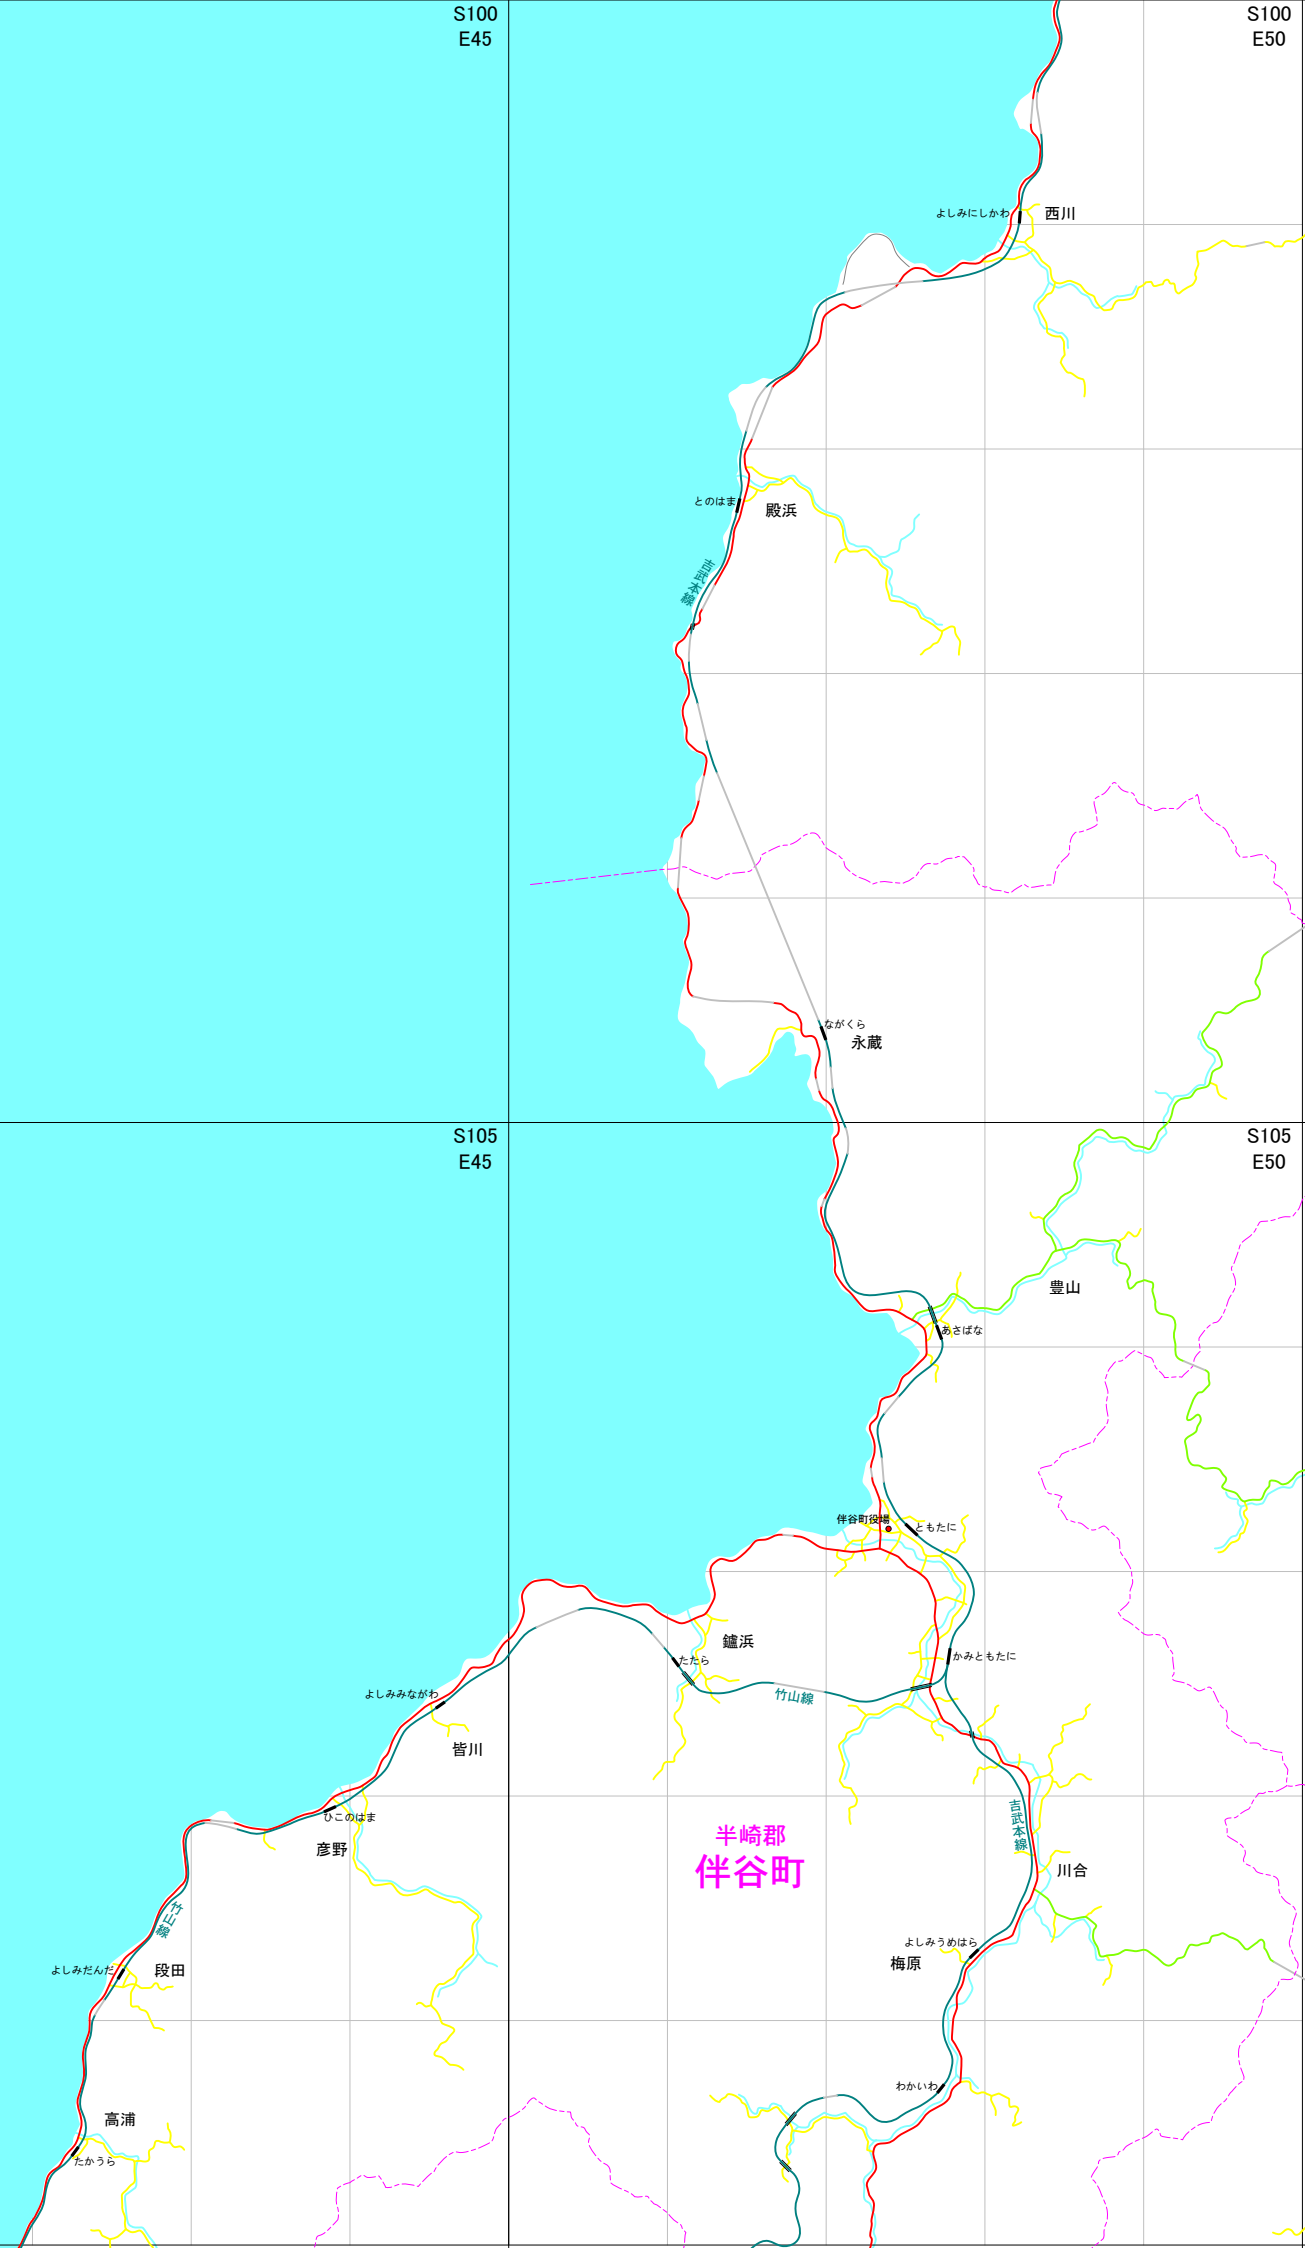 S100
E45
S100
E50
よしみにしかわ
西川
とのはま
殿浜
吉武本線
ながくら
永蔵
S105
E45
S105
E50
豊山
あさばな
伴谷町役場
ともたに
鑪浜
かみともたに
たたら
よしみみながわ
竹山線
皆川
ひこのはま
彦野
吉武本線
半崎郡
伴谷町
川合
竹山線
よしみうめはら
梅原
よしみだんだ
段田
わかいわ
高浦
たかうら